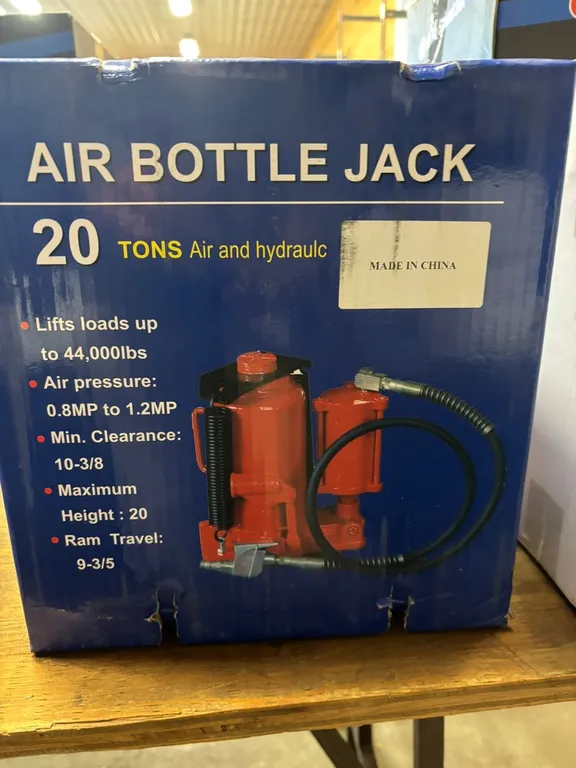 AIR BOTTLE JACK
20 TONS Air and hydraulc
MADE IN CHINA
• Lifts loads up
to 44,000lbs
• Air pressure:
0.8MP to 1.2MP
• Min. Clearance:
10-3/8
• Maximum
Height : 20
• Ram Travel:
9-3/5